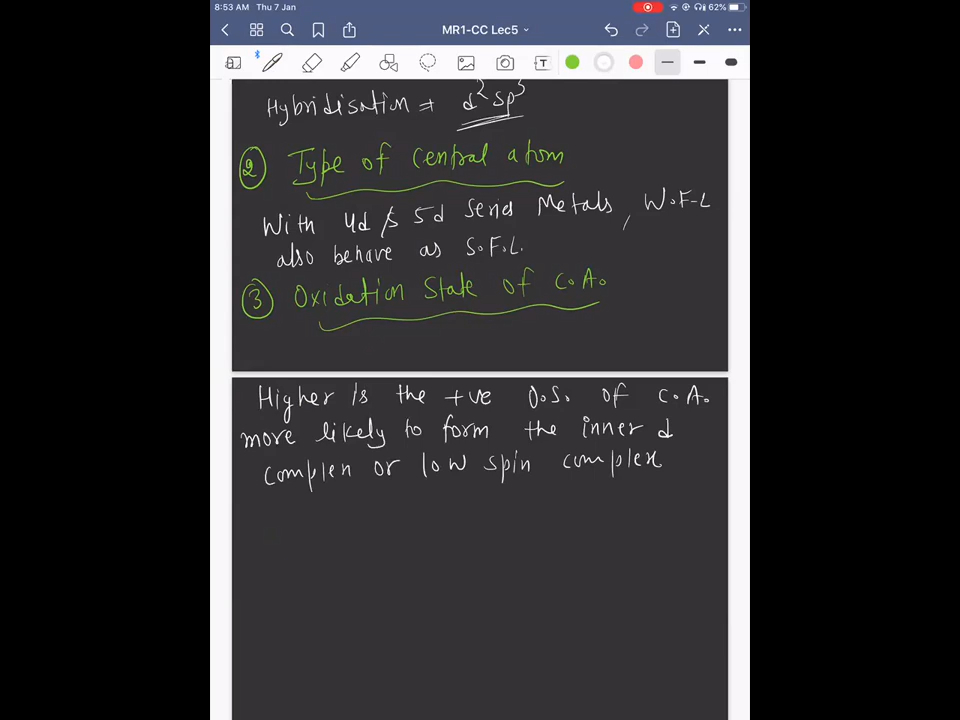 8:53 AM Thu 7 Jan
62%
MR1-CC Lec5
T
Hybridisation → d²sp³
② Type of Central atom
With 4d & 5d Series Metals, W.F.L
also behave as S.F.L.
③ Oxidation State of C.A.
Higher is the +ve O.S. of C.A.
more likely to form the inner d
complen or low spin complex